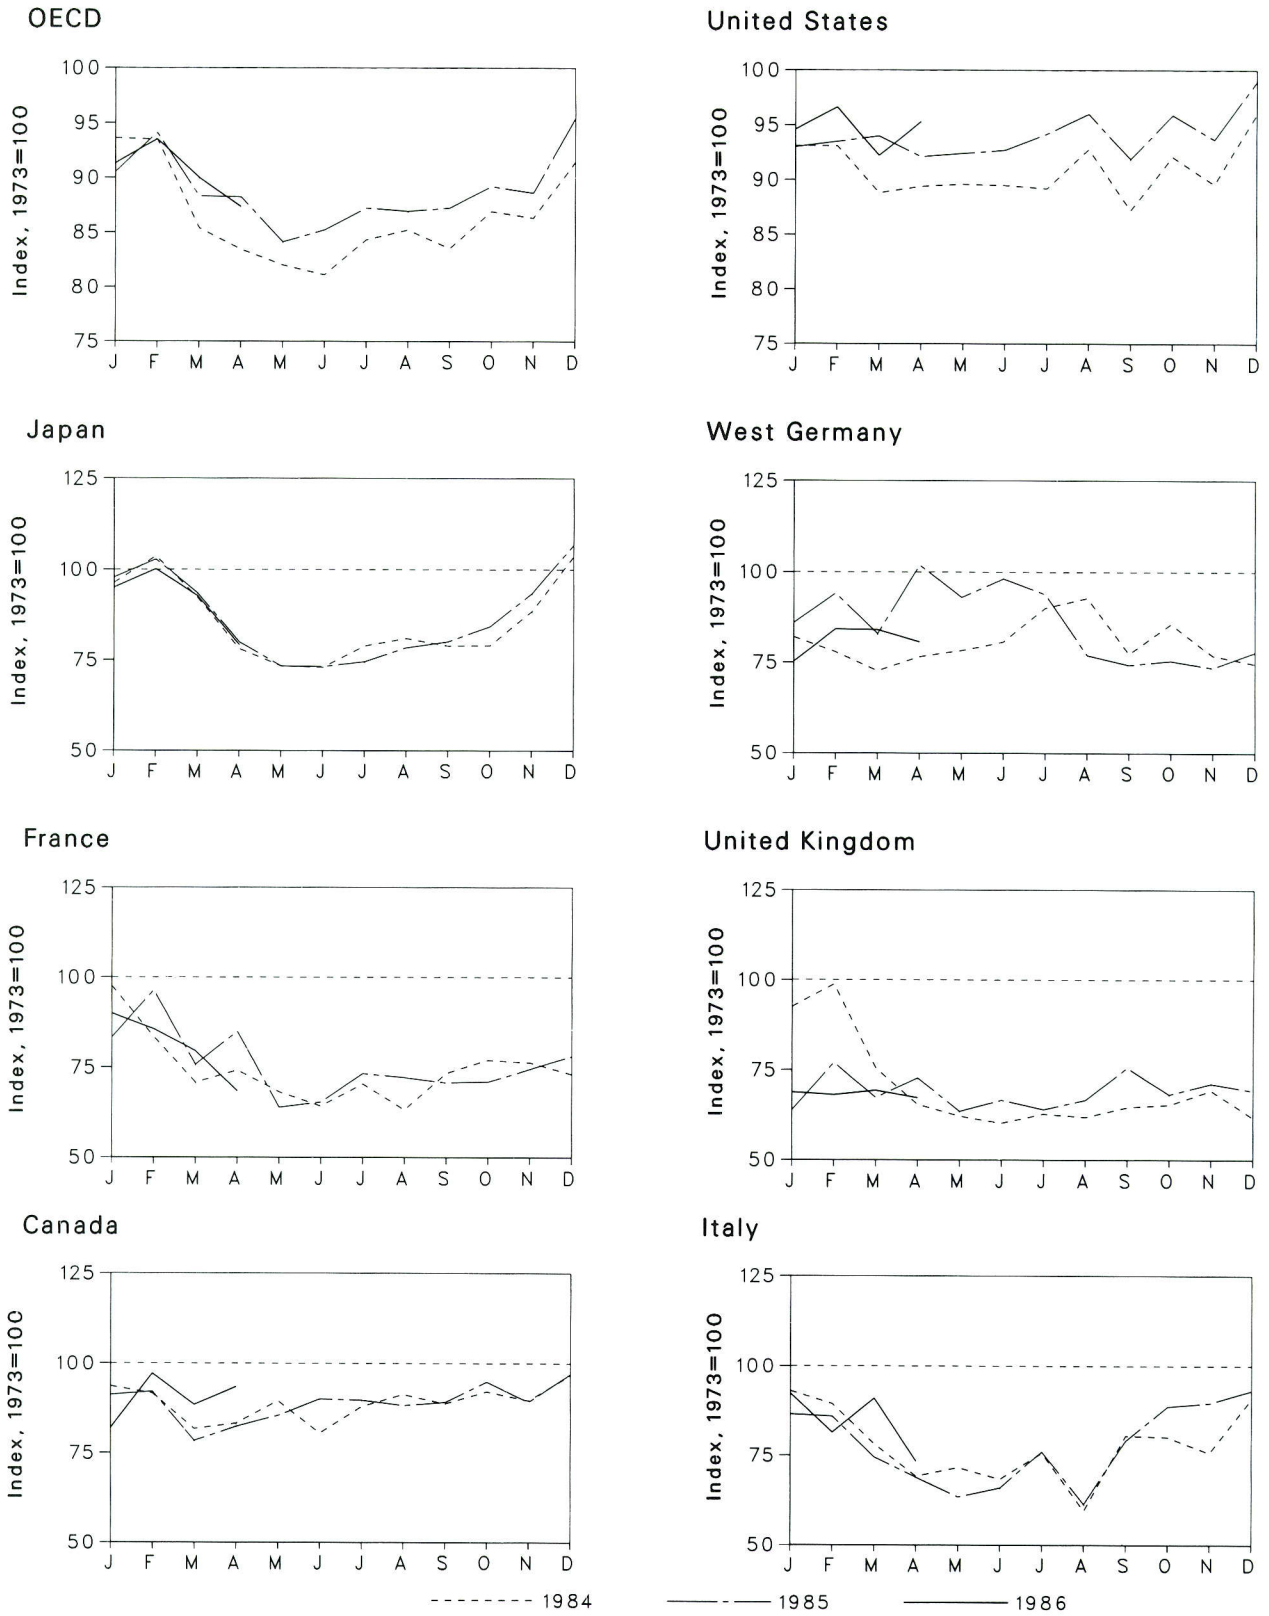 OECD
Index, 1973=100
100
95
90
85
80
75
J F M A M J J A S O N D
United States
Index, 1973=100
100
95
90
85
80
75
J F M A M J J A S O N D
Japan
Index, 1973=100
125
100
75
50
J F M A M J J A S O N D
West Germany
Index, 1973=100
125
100
75
50
J F M A M J J A S O N D
France
Index, 1973=100
125
100
75
50
J F M A M J J A S O N D
United Kingdom
Index, 1973=100
125
100
75
50
J F M A M J J A S O N D
Canada
Index, 1973=100
125
100
75
50
J F M A M J J A S O N D
Italy
Index, 1973=100
125
100
75
50
J F M A M J J A S O N D
1984 1985 1986